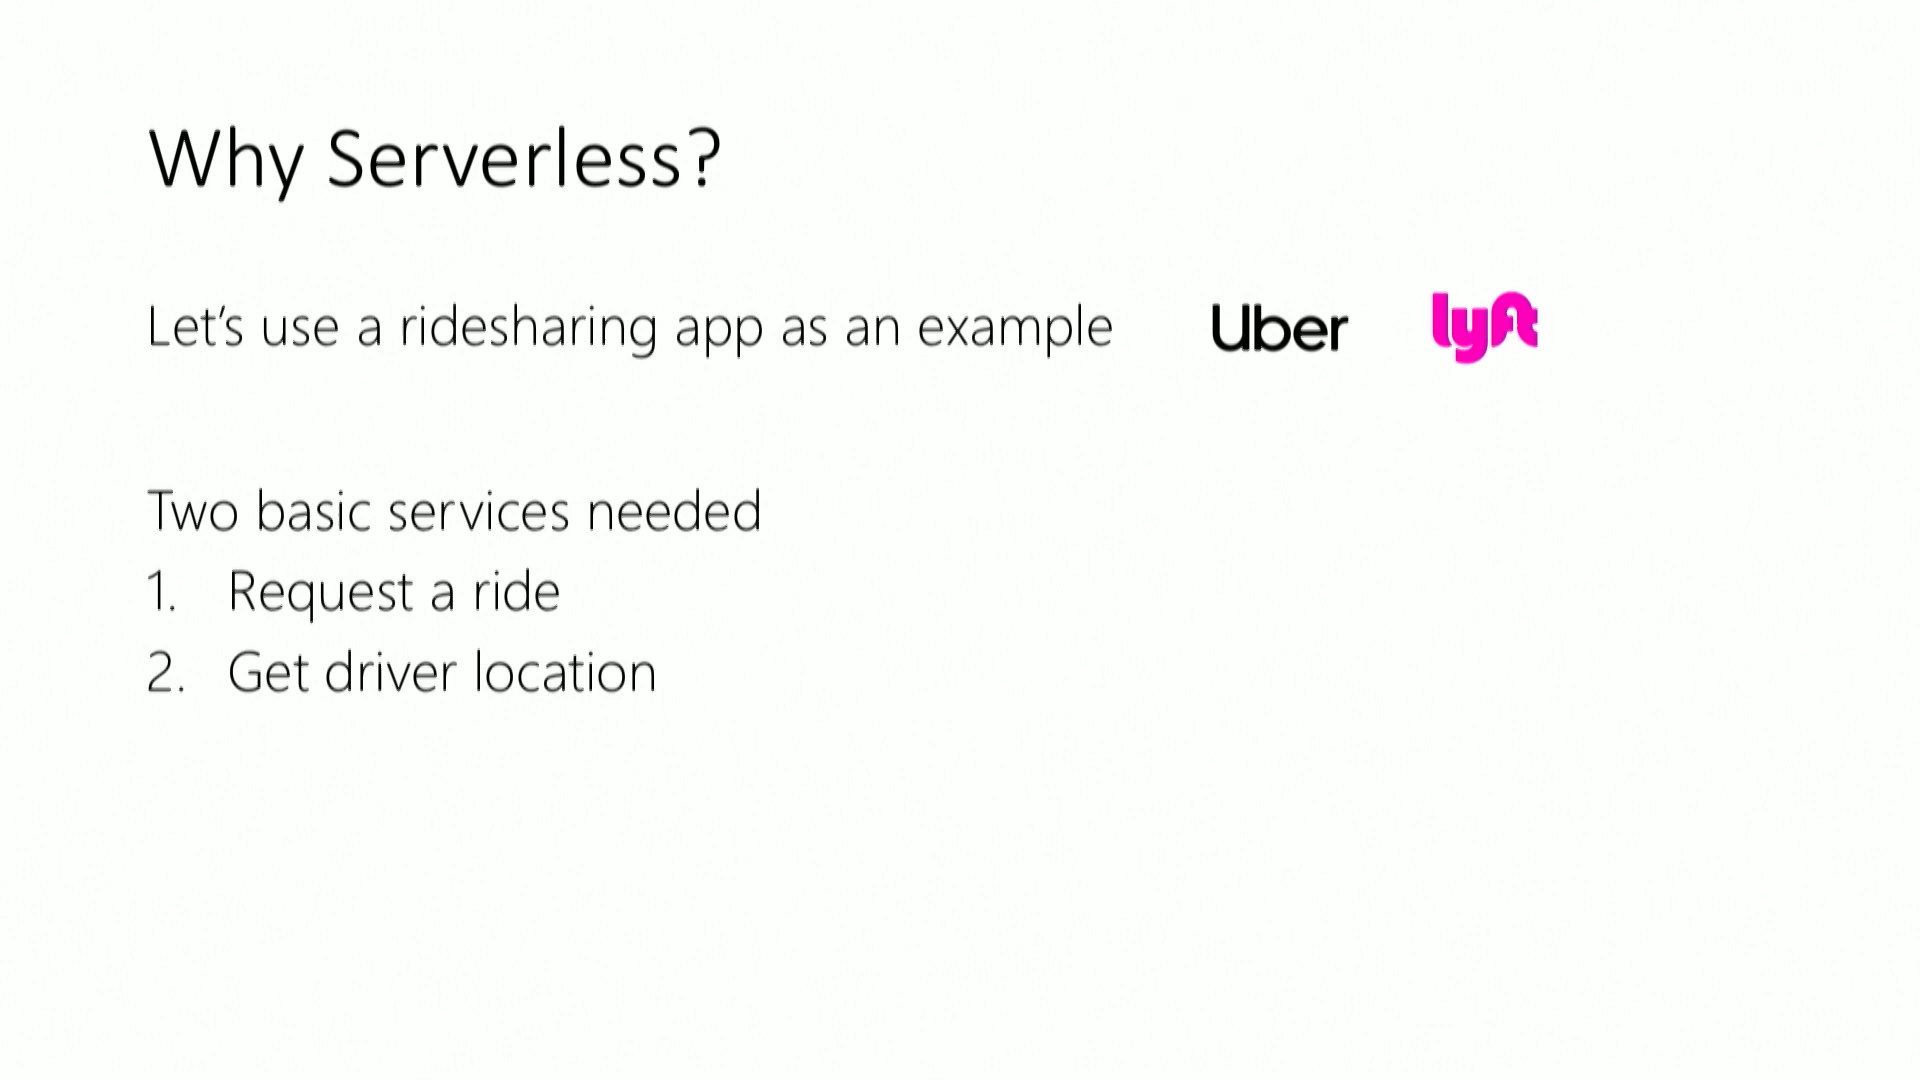 Why Serverless?
Let's use a ridesharing app as an example Uber lyft
Two basic services needed
1. Request a ride
2. Get driver location